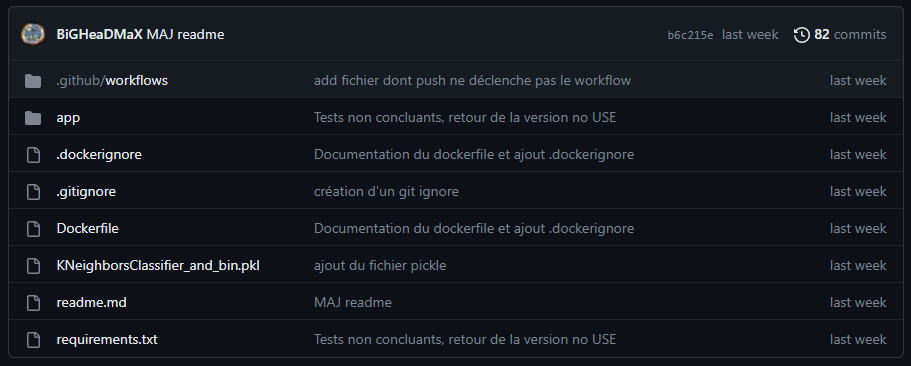 BiGHeaDMaX MAJ readme b6c215e last week 82 commits
.github/workflows add fichier dont push ne déclenche pas le workflow last week
app Tests non concluants, retour de la version no USE last week
.dockerignore Documentation du dockerfile et ajout .dockerignore last week
.gitignore création d'un git ignore last week
Dockerfile Documentation du dockerfile et ajout .dockerignore last week
KNeighborsClassifier_and_bin.pkl ajout du fichier pickle last week
readme.md MAJ readme last week
requirements.txt Tests non concluants, retour de la version no USE last week